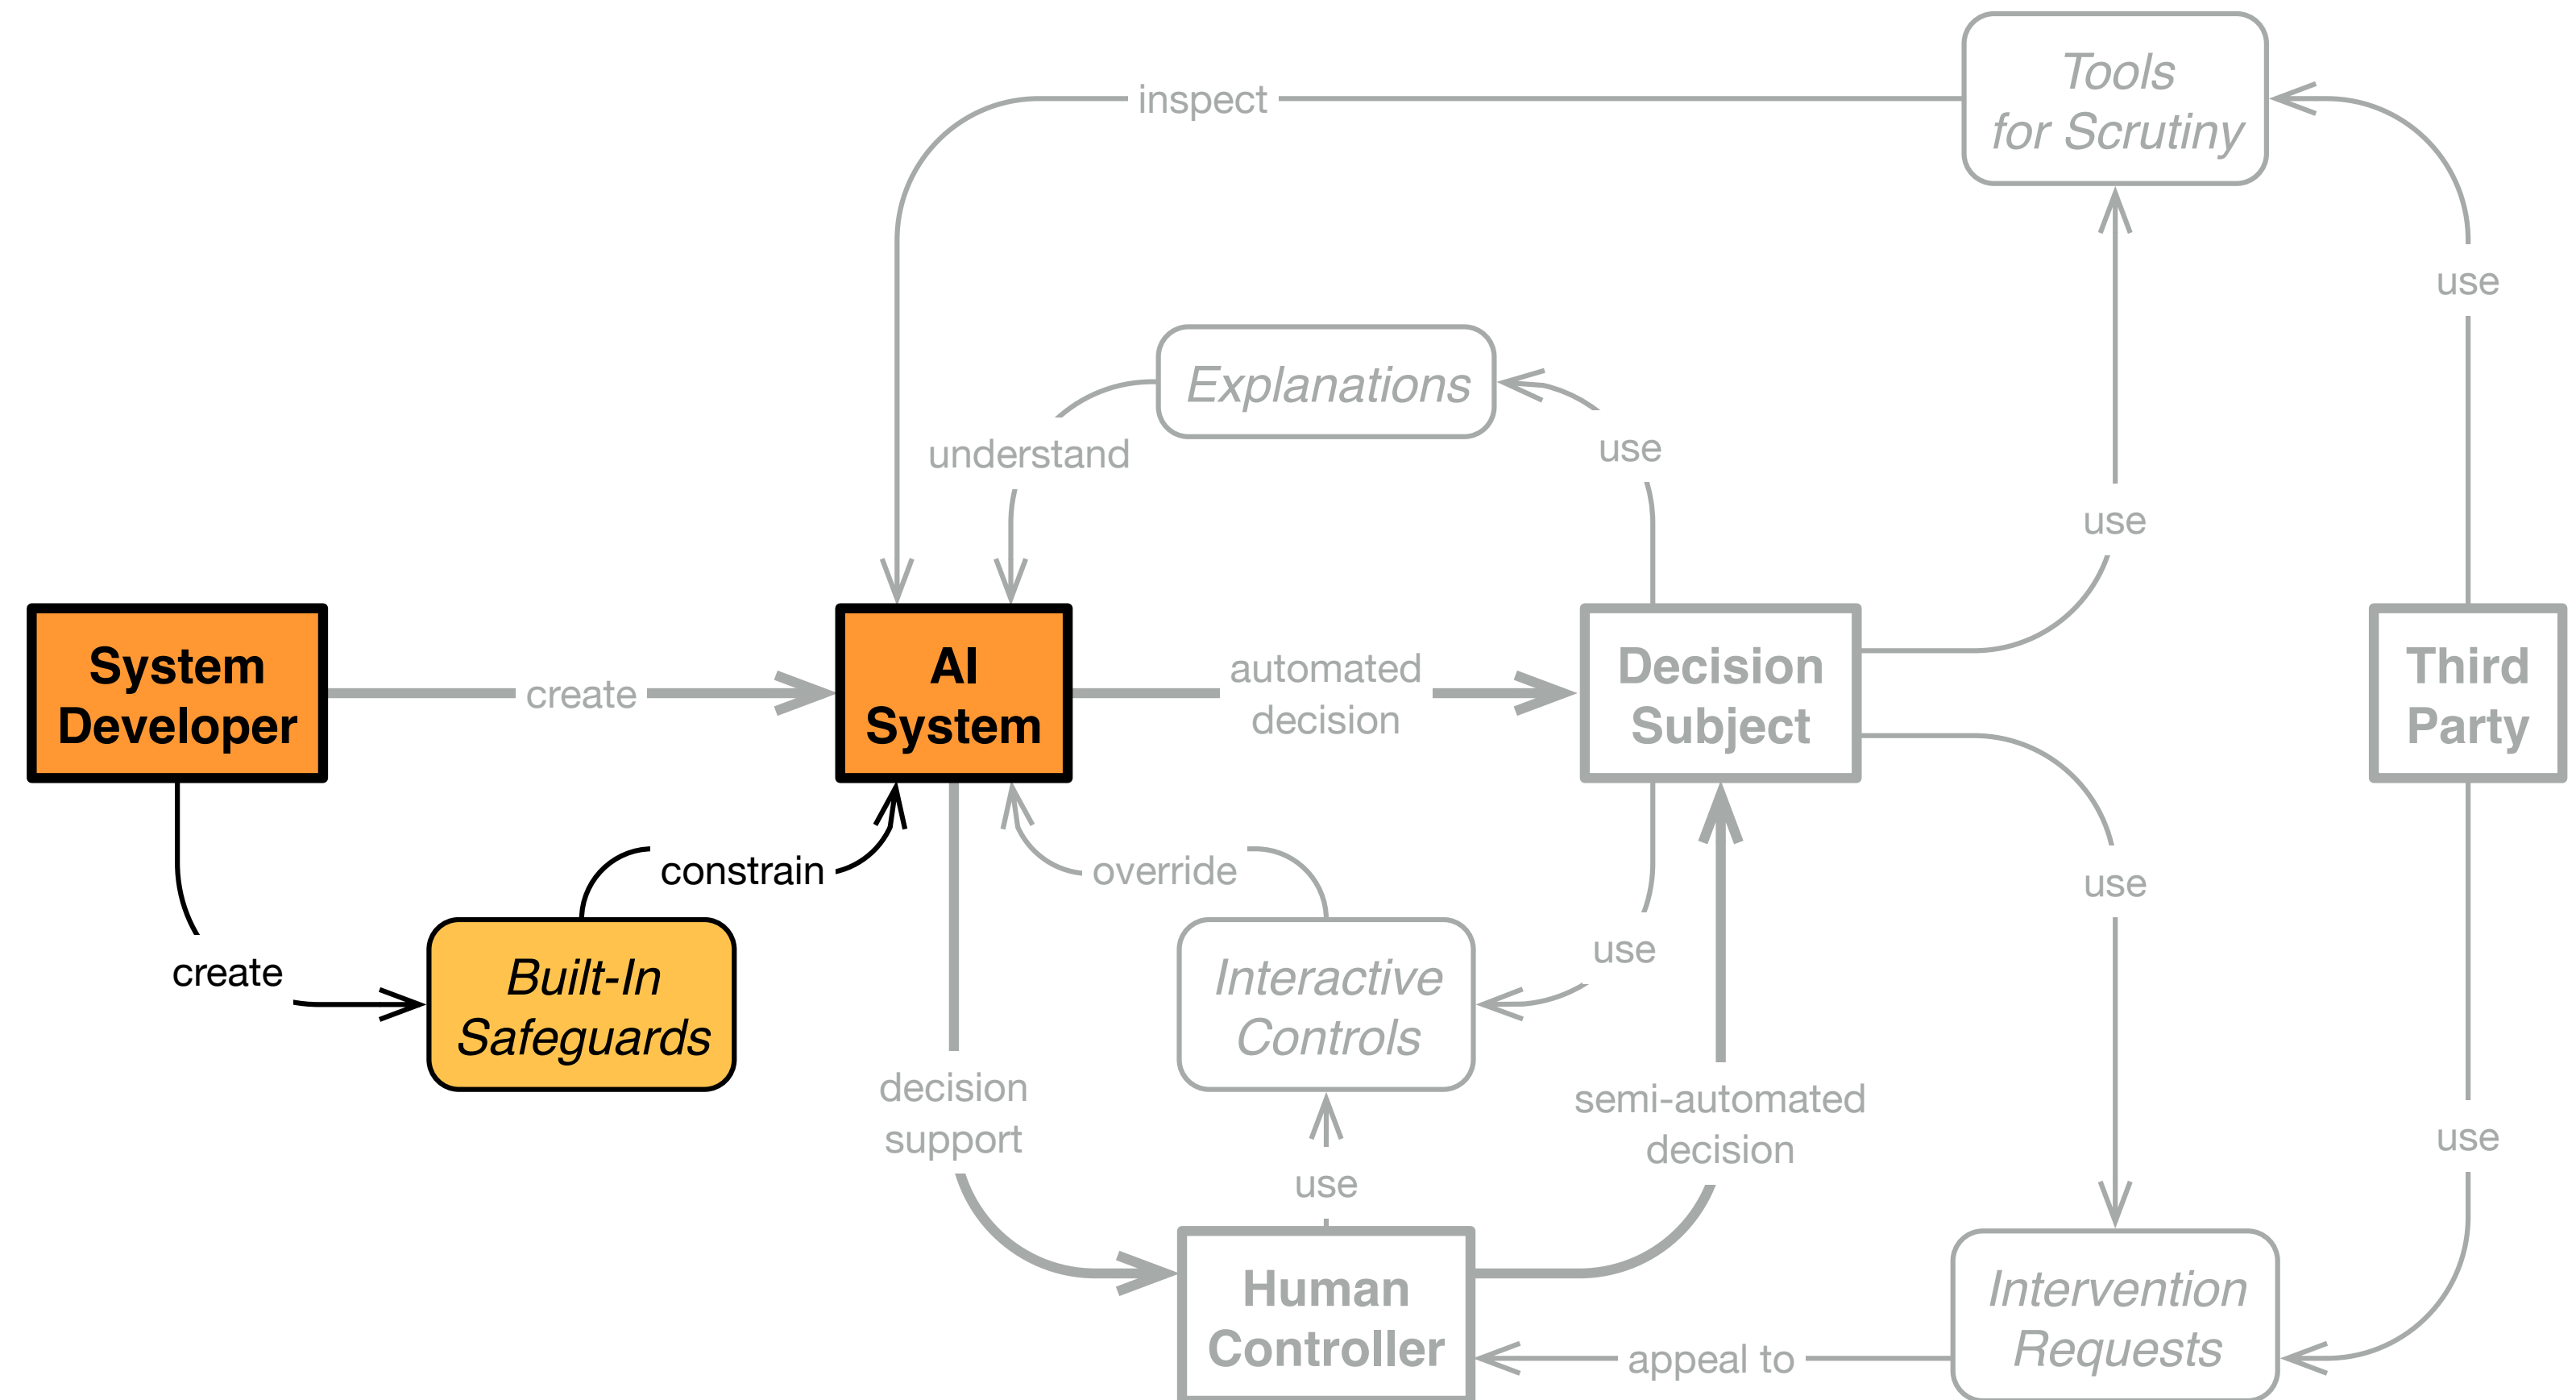 Tools
for Scrutiny
inspect
use
Explanations
understand
use
use
System
Developer
create
AI
System
automated
decision
Decision
Subject
Third
Party
constrain
override
use
create
Built-In
Safeguards
Interactive
Controls
use
decision
support
semi-automated
decision
use
use
Human
Controller
appeal to
Intervention
Requests